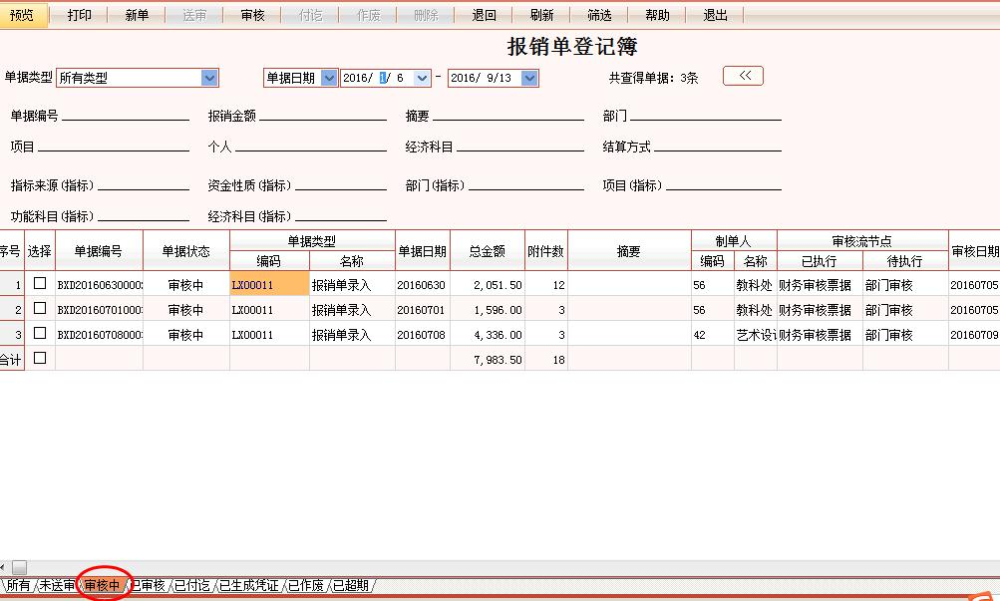 预览 打印 新单 送审 审核 付讫 作废 删除 退回 刷新 筛选 帮助 退出
报销单登记簿
单据类型 所有类型 单据日期 2016/ 1/ 6 - 2016/ 9/13 共查得单据: 3条 <<
单据编号 报销金额 摘要 部门
项目 个人 经济科目 结算方式
指标来源(指标) 资金性质(指标) 部门(指标) 项目(指标)
功能科目(指标) 经济科目(指标)
序号 选择 单据编号 单据状态 单据类型 单据日期 总金额 附件数 摘要 制单人 审核流节点 审核日期
编码 名称 编码 名称 已执行 待执行
1 BXD2016063000 审核中 LX00011 报销单录入 20160630 2,051.50 12 56 教科处 财务审核票据 部门审核 20160705
2 BXD2016070100 审核中 LX00011 报销单录入 20160701 1,596.00 3 56 教科处 财务审核票据 部门审核 20160705
3 BXD2016070800 审核中 LX00011 报销单录入 20160708 4,336.00 3 42 艺术设计 财务审核票据 部门审核 20160709
合计 7,983.50 18
所有 未送审 审核中 已审核 已付讫 已生成凭证 已作废 已超期